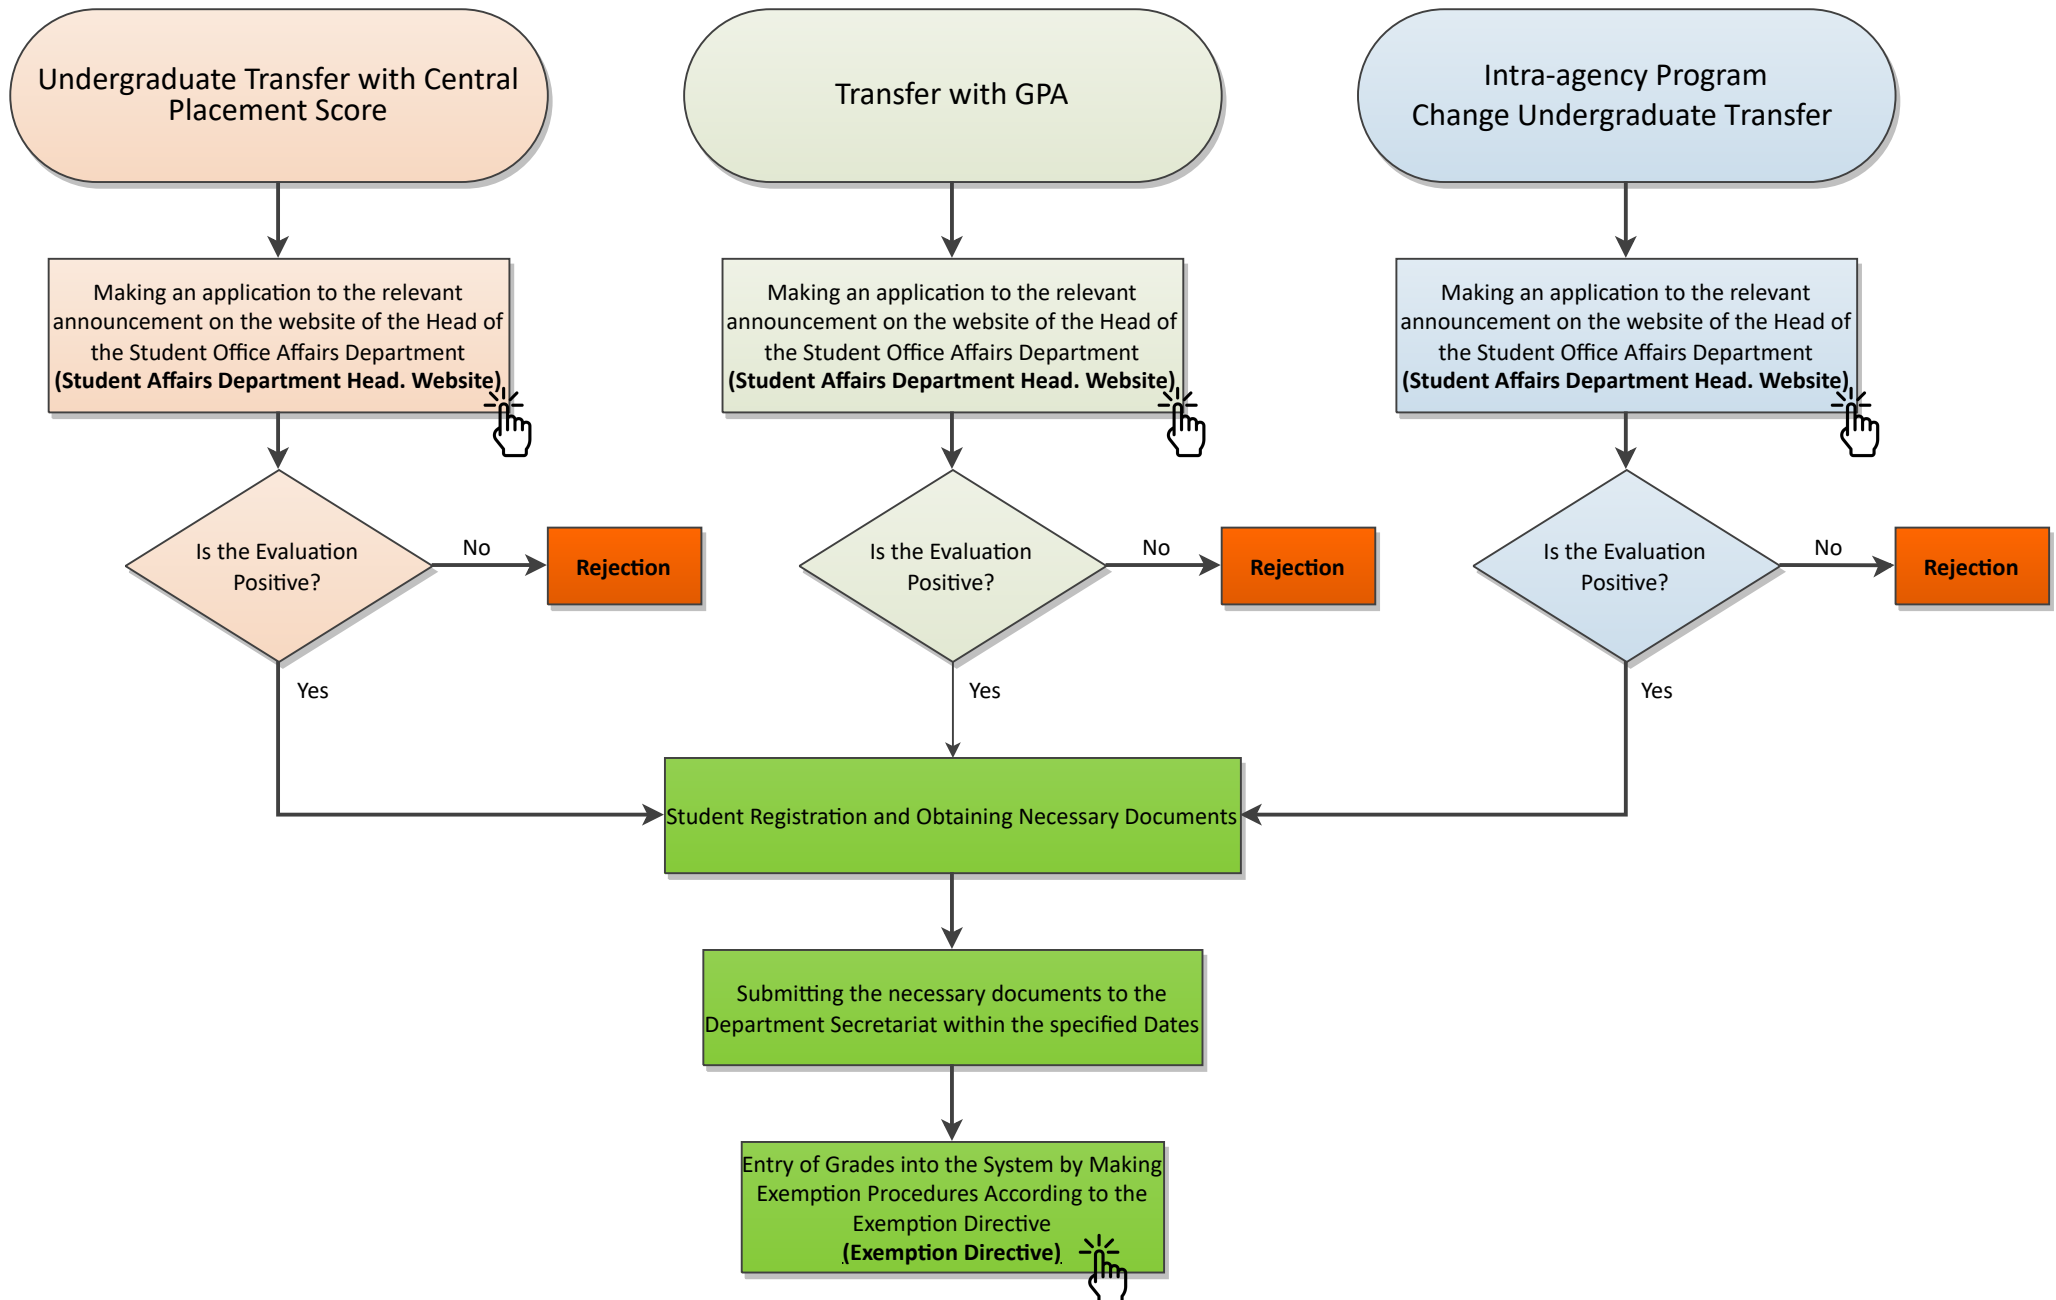 Undergraduate Transfer with Central
Placement Score
Transfer with GPA
Intra-agency Program
Change Undergraduate Transfer
Making an application to the relevant
announcement on the website of the Head of
the Student Office Affairs Department
(Student Affairs Department Head. Website)
Making an application to the relevant
announcement on the website of the Head of
the Student Office Affairs Department
(Student Affairs Department Head. Website)
Making an application to the relevant
announcement on the website of the Head of
the Student Office Affairs Department
(Student Affairs Department Head. Website)
Is the Evaluation
Positive?
No
Rejection
Is the Evaluation
Positive?
No
Rejection
Is the Evaluation
Positive?
No
Rejection
Yes
Yes
Yes
Student Registration and Obtaining Necessary Documents
Submitting the necessary documents to the
Department Secretariat within the specified Dates
Entry of Grades into the System by Making
Exemption Procedures According to the
Exemption Directive
(Exemption Directive)